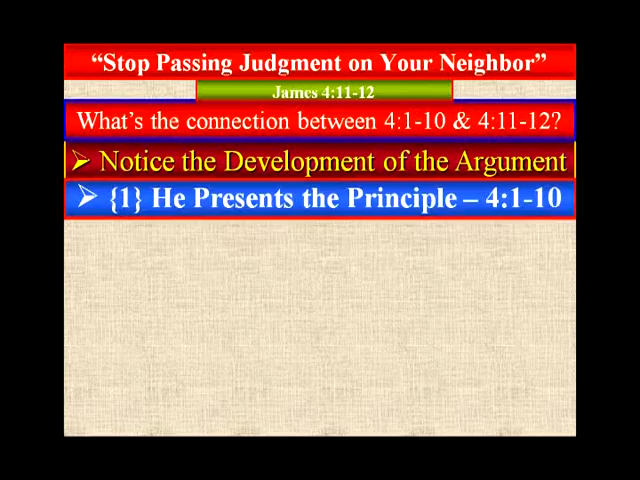 “Stop Passing Judgment on Your Neighbor”
James 4:11-12
What’s the connection between 4:1-10 & 4:11-12?
➢ Notice the Development of the Argument
➢ {1} He Presents the Principle – 4:1-10